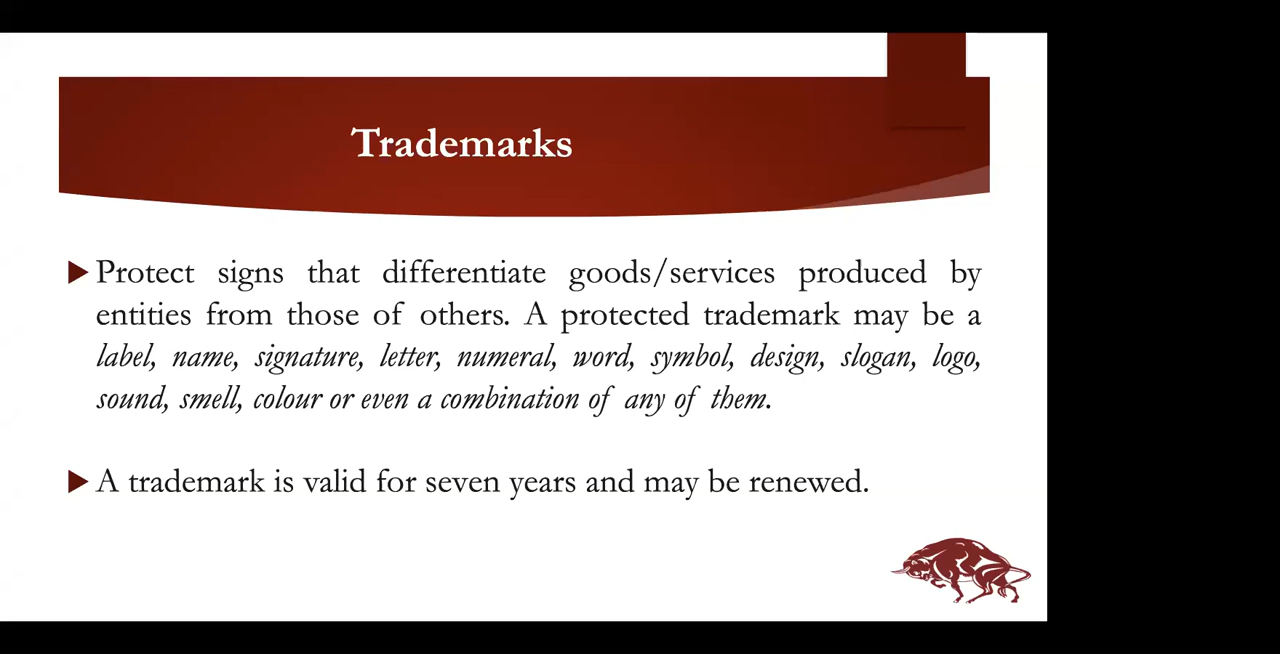 Trademarks
Protect signs that differentiate goods/services produced by
entities from those of others. A protected trademark may be a
label, name, signature, letter, numeral, word, symbol, design, slogan, logo,
sound, smell, colour or even a combination of any of them.
A trademark is valid for seven years and may be renewed.